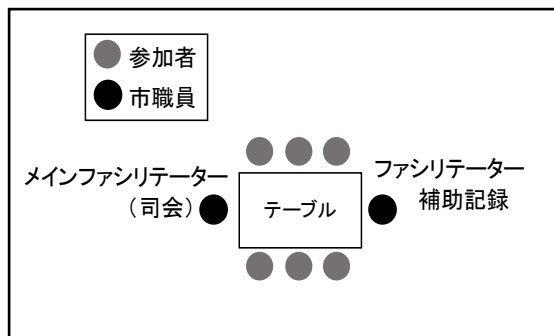 参加者
市職員
メインファシリテーター
(司会)
テーブル
ファシリテーター
補助記録